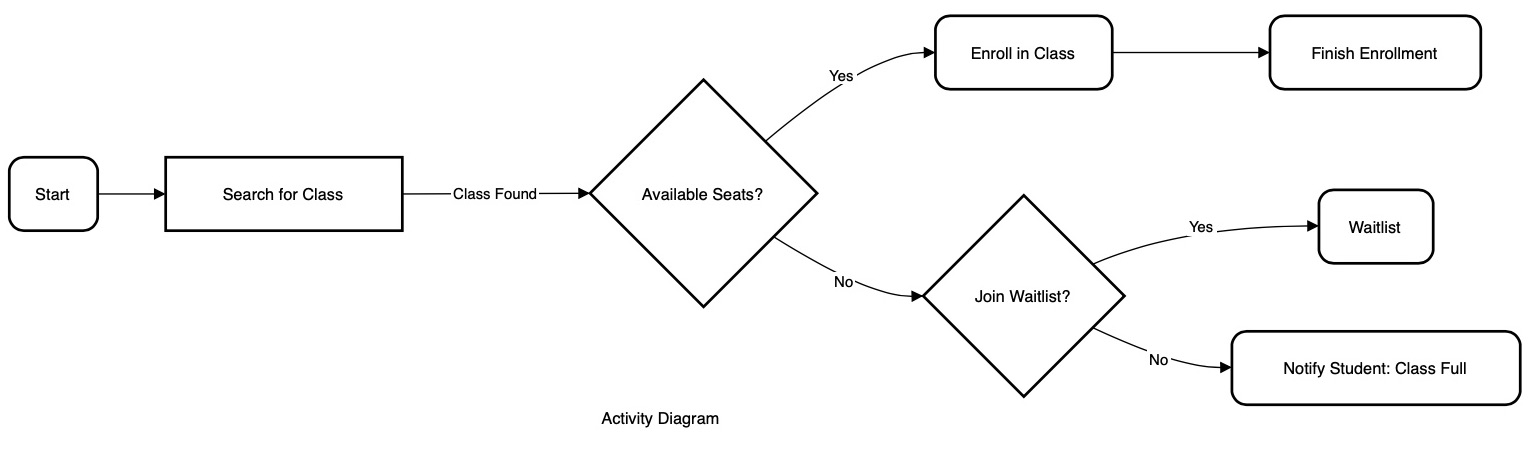 Start
Search for Class
Class Found
Available Seats?
Yes
Enroll in Class
Finish Enrollment
No
Join Waitlist?
Yes
Waitlist
No
Notify Student: Class Full
Activity Diagram